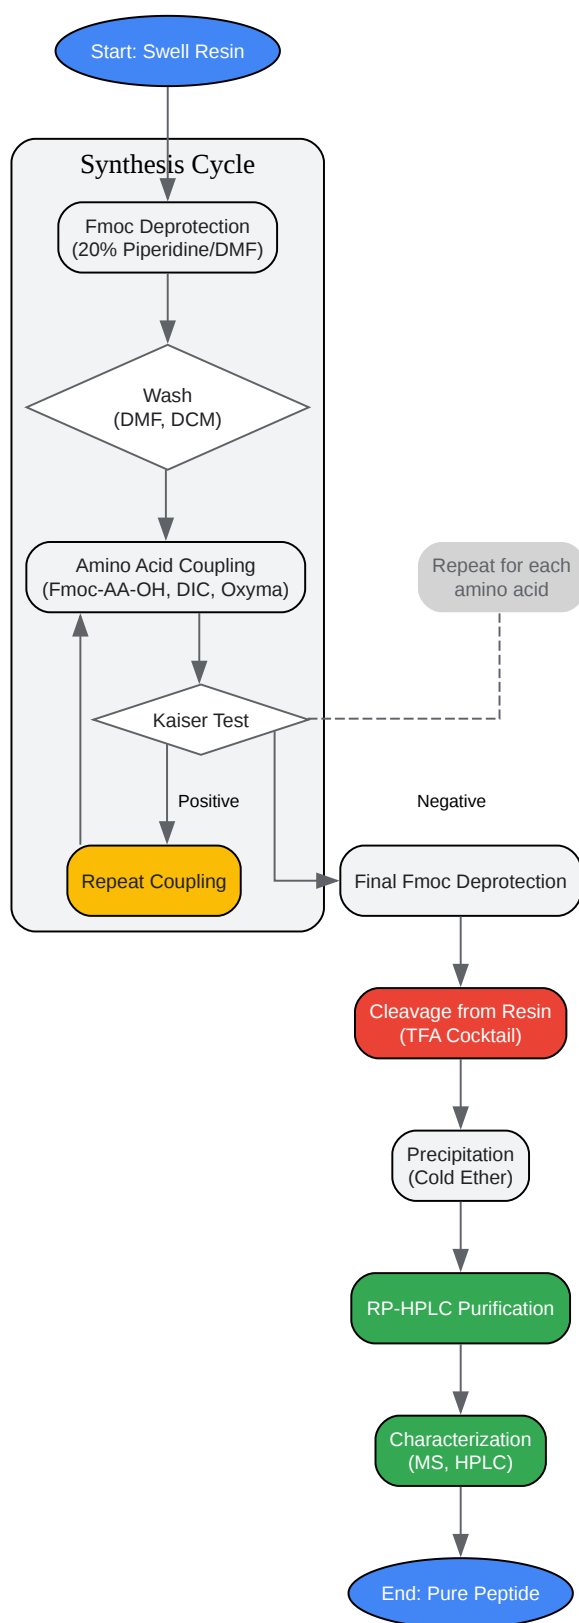 Start: Swell Resin
Synthesis Cycle
Fmoc Deprotection
(20% Piperidine/DMF)
Wash
(DMF, DCM)
Amino Acid Coupling
(Fmoc-AA-OH, DIC, Oxyma)
Repeat for each
amino acid
Kaiser Test
Positive
Negative
Repeat Coupling
Final Fmoc Deprotection
Cleavage from Resin
(TFA Cocktail)
Precipitation
(Cold Ether)
RP-HPLC Purification
Characterization
(MS, HPLC)
End: Pure Peptide